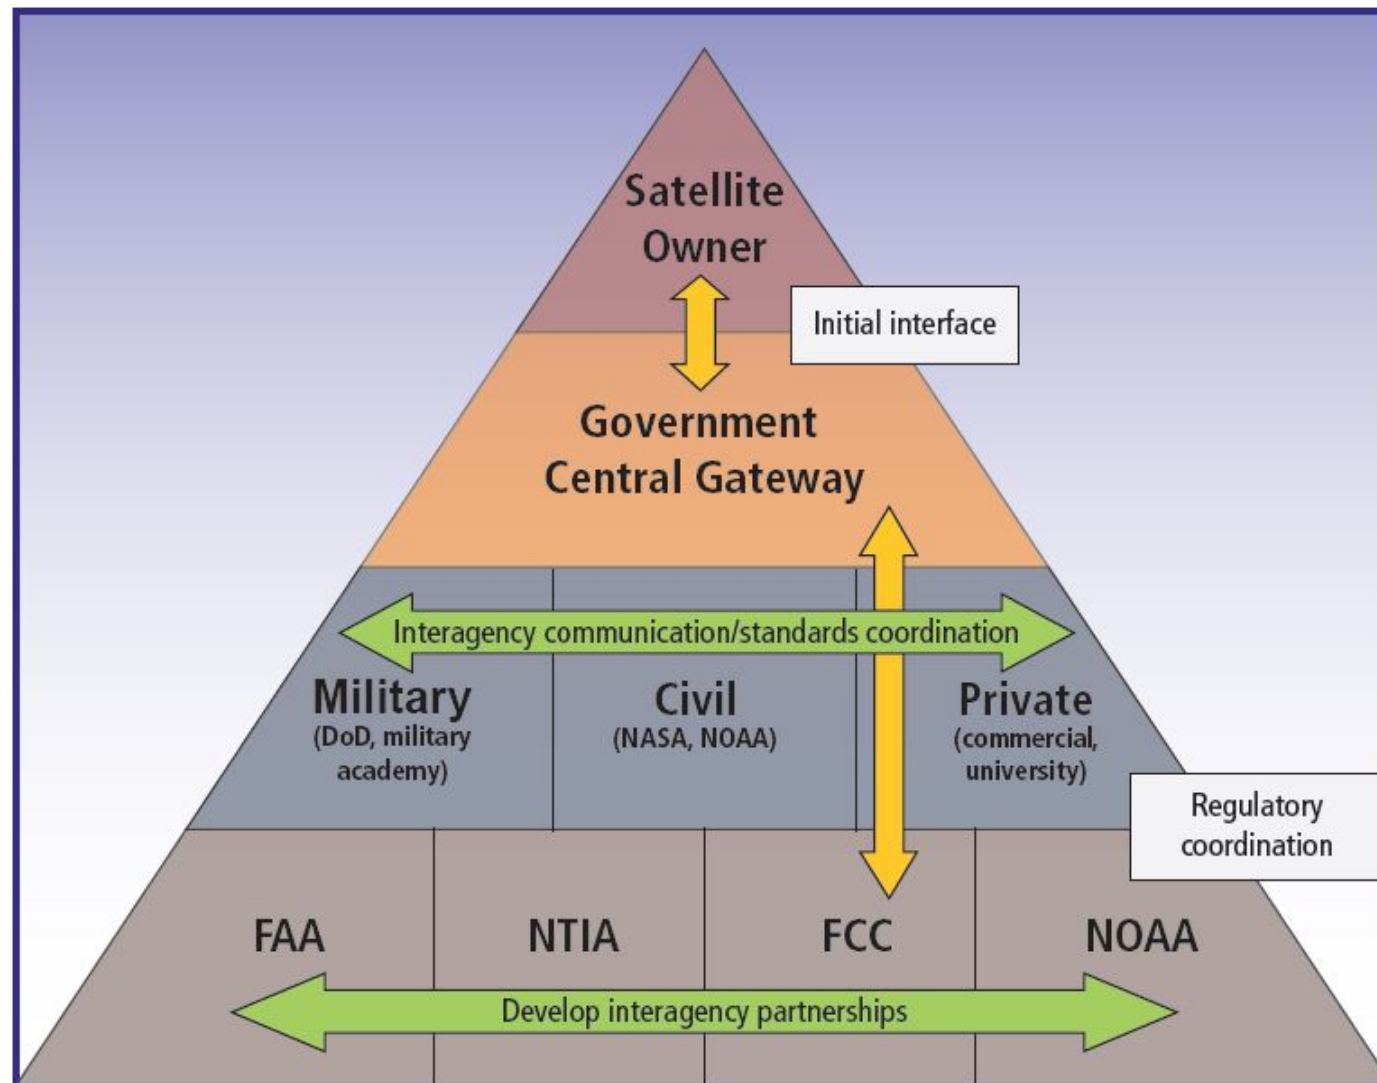 Satellite
Owner
Initial interface
Government
Central Gateway
Interagency communication/standards coordination
Military
(DoD, military
academy)
Civil
(NASA, NOAA)
Private
(commercial,
university)
Regulatory
coordination
FAA
NTIA
FCC
NOAA
Develop interagency partnerships